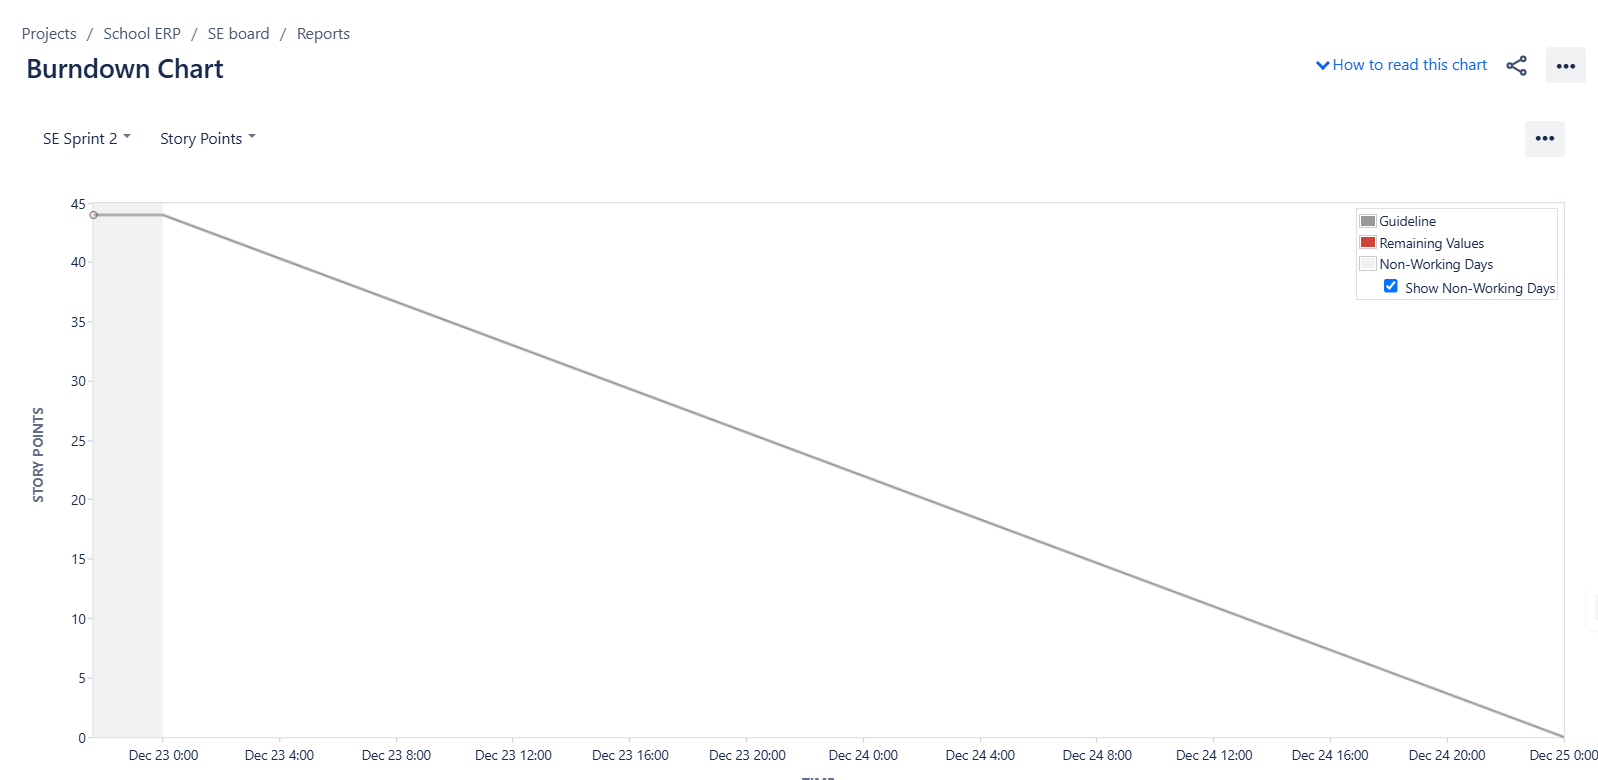 Projects / School ERP / SE board / Reports
Burndown Chart
How to read this chart
SE Sprint 2
Story Points
45
40
35
30
25
20
15
10
5
0
STORY POINTS
Guideline
Remaining Values
Non-Working Days
Show Non-Working Days
Dec 23 0:00
Dec 23 4:00
Dec 23 8:00
Dec 23 12:00
Dec 23 16:00
Dec 23 20:00
Dec 24 0:00
Dec 24 4:00
Dec 24 8:00
Dec 24 12:00
Dec 24 16:00
Dec 24 20:00
Dec 25 0:00